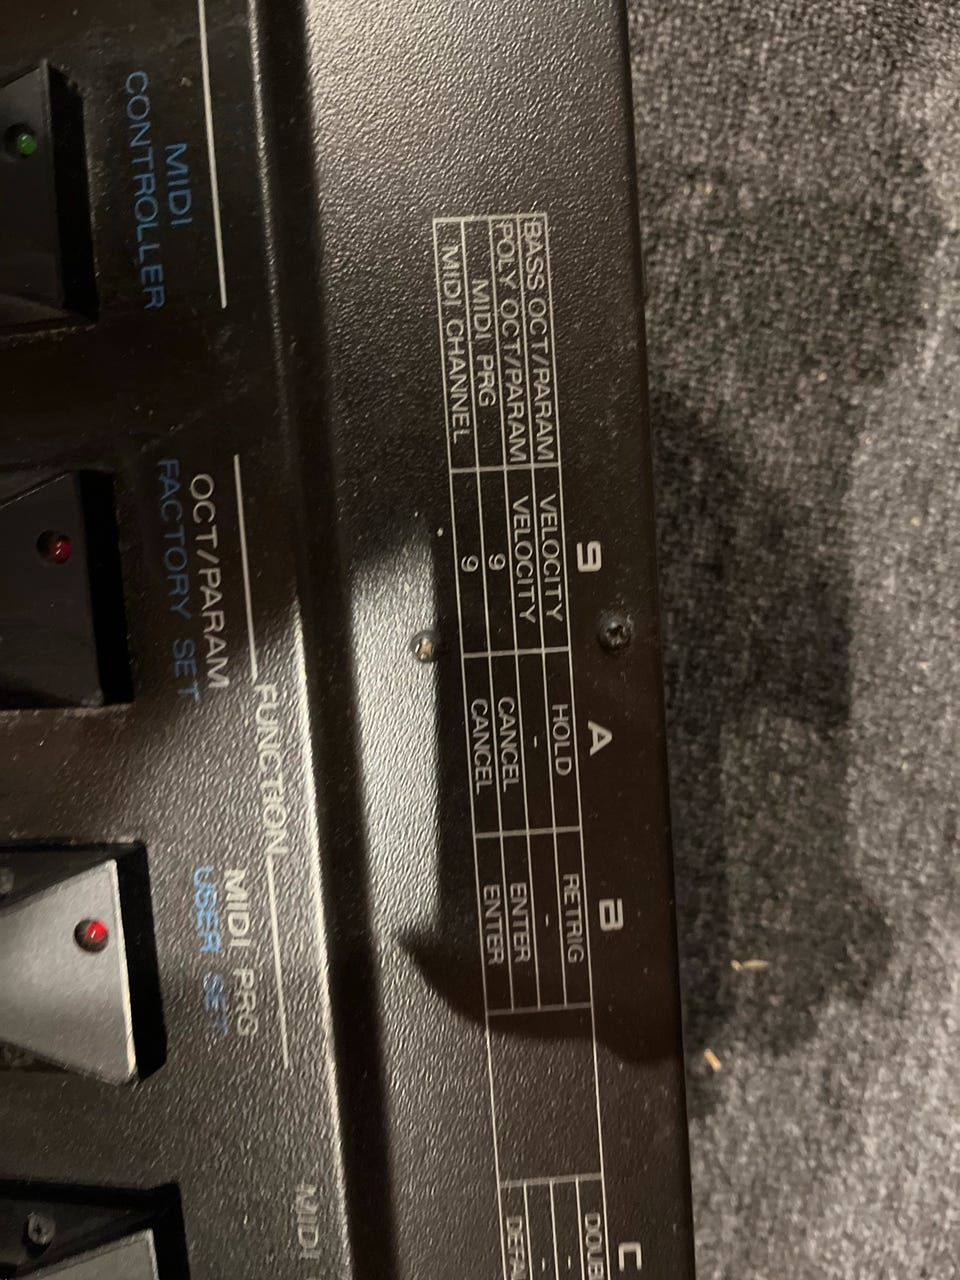 9 A B C
BASS OCT/PARAM VELOCITY HOLD RETRIG
POLY OCT/PARAM VELOCITY - - -
MIDI PRG 9 CANCEL ENTER -
MIDI CHANNEL 9 CANCEL ENTER
FUNCTION
MIDI
CONTROLLER
OCT/PARAM
FACTORY SET
MIDI PRG
USER SET
MIDI